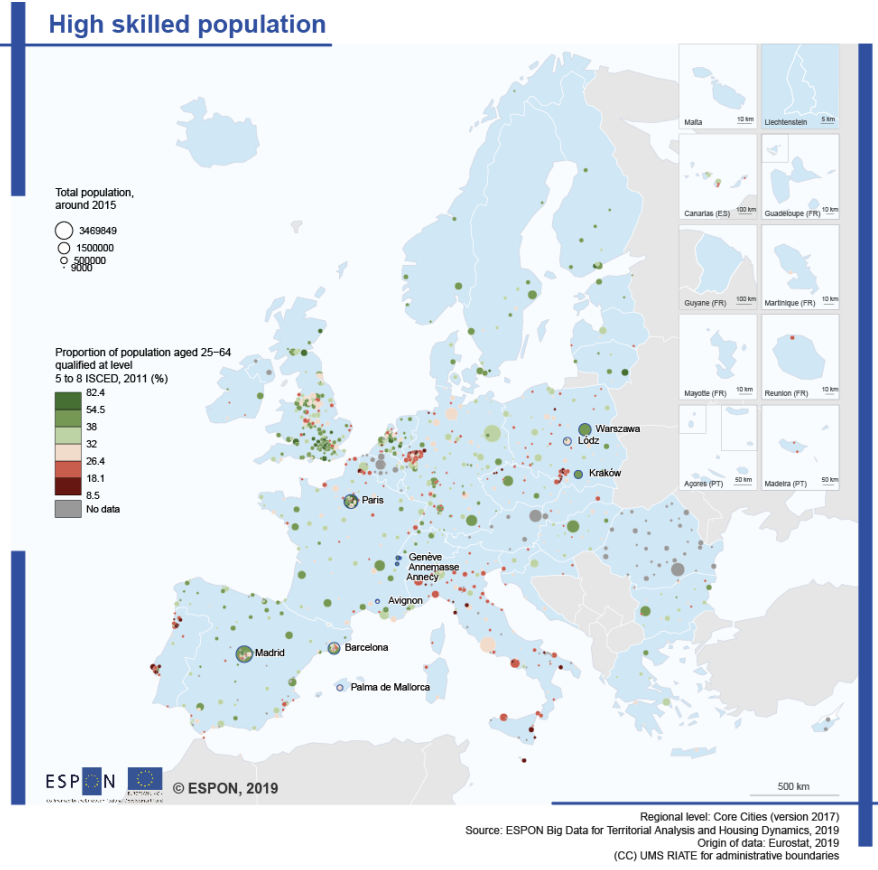 High skilled population
Total population,
around 2015
3469849
1500000
500000
9000
Proportion of population aged 25−64
qualified at level
5 to 8 ISCED, 2011 (%)
82.4
54.5
38
32
26.4
18.1
8.5
No data
Malta
10 km
Liechtenstein
5 km
Canarias (ES)
100 km
Guadeloupe (FR)
10 km
Guyane (FR)
100 km
Martinique (FR)
10 km
Mayotte (FR)
10 km
Reunion (FR)
10 km
Açores (PT)
50 km
Madeira (PT)
50 km
Warszawa
Lódz
Kraków
Paris
Genève
Annemasse
Annecy
Avignon
Madrid
Barcelona
Palma de Mallorca
ESPON
© ESPON, 2019
500 km
Regional level: Core Cities (version 2017)
Source: ESPON Big Data for Territorial Analysis and Housing Dynamics, 2019
Origin of data: Eurostat, 2019
(CC) UMS RIATE for administrative boundaries